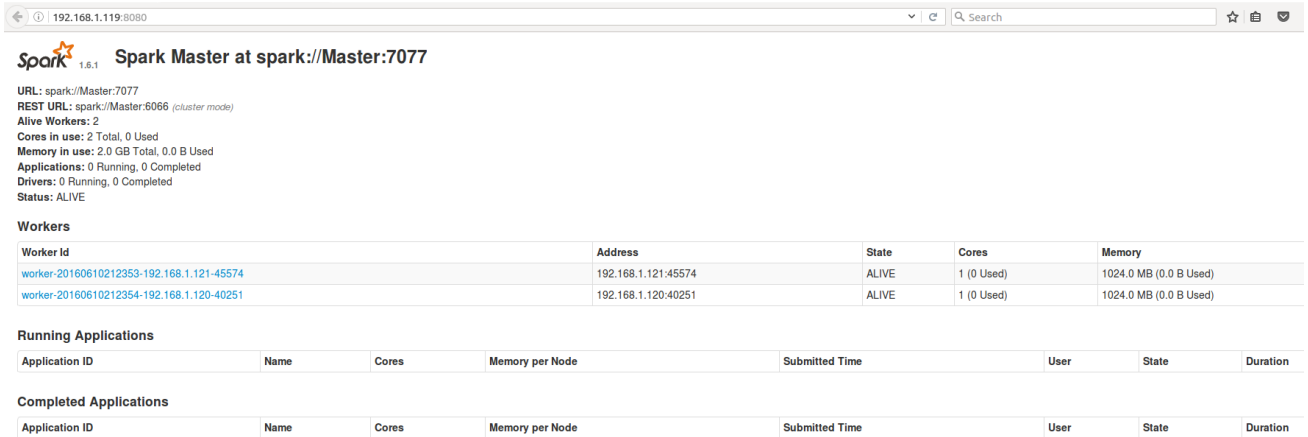 192.168.1.119:8080
Search
Spark 1.6.1 Spark Master at spark://Master:7077
URL: spark://Master:7077
REST URL: spark://Master:6066 (cluster mode)
Alive Workers: 2
Cores in use: 2 Total, 0 Used
Memory in use: 2.0 GB Total, 0.0 B Used
Applications: 0 Running, 0 Completed
Drivers: 0 Running, 0 Completed
Status: ALIVE
Workers
Worker Id Address State Cores Memory
worker-20160610212353-192.168.1.121-45574 192.168.1.121:45574 ALIVE 1 (0 Used) 1024.0 MB (0.0 B Used)
worker-20160610212354-192.168.1.120-40251 192.168.1.120:40251 ALIVE 1 (0 Used) 1024.0 MB (0.0 B Used)
Running Applications
Application ID Name Cores Memory per Node Submitted Time User State Duration
Completed Applications
Application ID Name Cores Memory per Node Submitted Time User State Duration